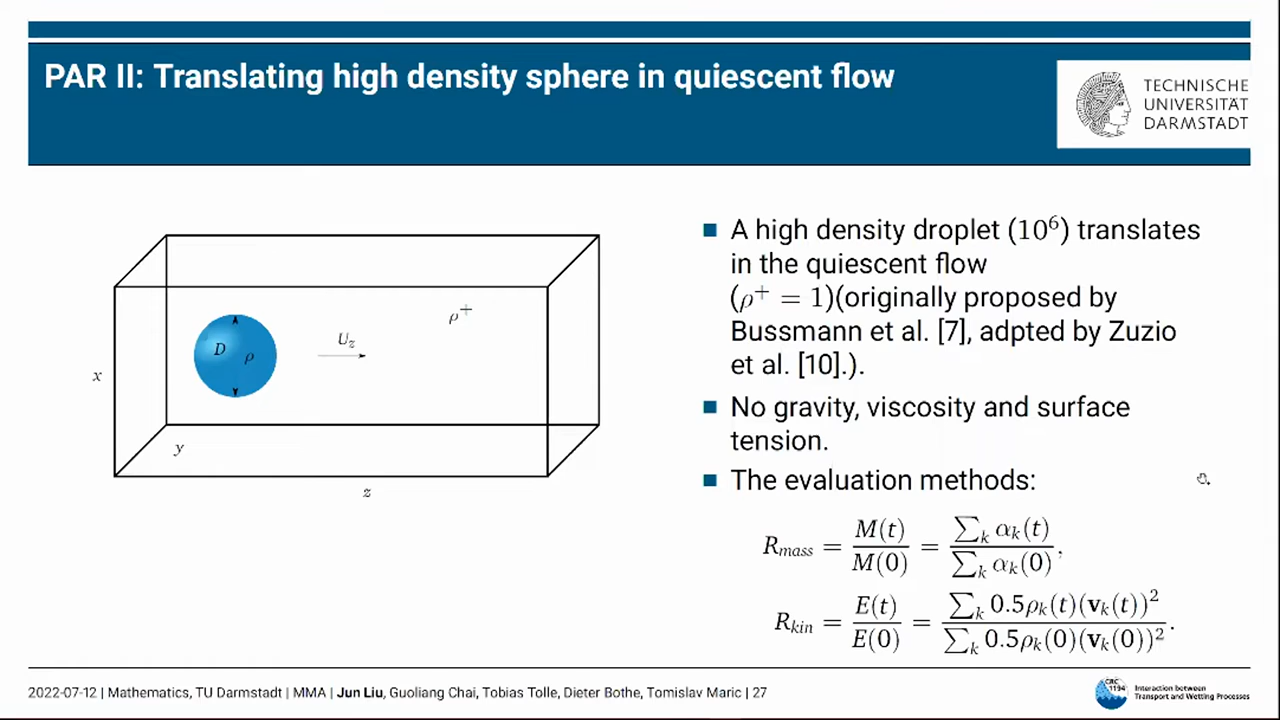 PAR II: Translating high density sphere in quiescent flow
TECHNISCHE
UNIVERSITÄT
DARMSTADT
D
ρ
U_z
ρ⁺
x
y
z
■ A high density droplet (10⁶) translates
in the quiescent flow
(ρ⁺ = 1)(originally proposed by
Bussmann et al. [7], adpted by Zuzio
et al. [10].).
■ No gravity, viscosity and surface
tension.
■ The evaluation methods:
R_mass = M(t)/M(0) = ∑_k α_k(t) / ∑_k α_k(0),
R_kin = E(t)/E(0) = ∑_k 0.5ρ_k(t)(v_k(t))² / ∑_k 0.5ρ_k(0)(v_k(0))².
2022-07-12 | Mathematics, TU Darmstadt | MMA | Jun Liu, Guoliang Chai, Tobias Tolle, Dieter Bothe, Tomislav Maric | 27
CRC
1194
Interaction between
Transport and Wetting Processes